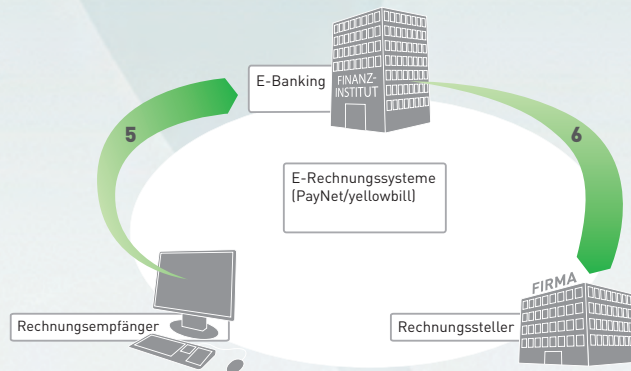 E-Banking
FINANZ-
INSTITUT
5
6
E-Rechnungssysteme
(PayNet/yellowbill)
FIRMA
Rechnungsempfänger
Rechnungssteller